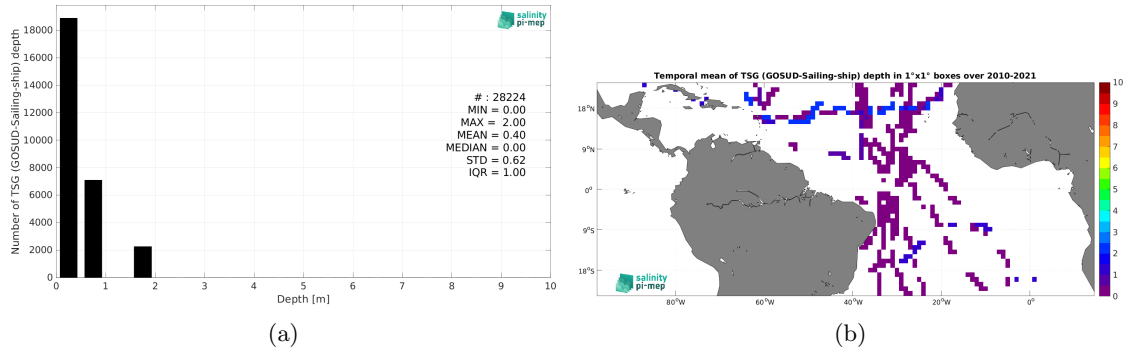 18000
16000
14000
12000
10000
8000
6000
4000
2000
0
Number of TSG (GOSUD-Sailing-ship) depth
salinity
pi-mep
# : 28224
MIN = 0.00
MAX = 2.00
MEAN = 0.40
MEDIAN = 0.00
STD = 0.62
IQR = 1.00
0 1 2 3 4 5 6 7 8 9 10
Depth [m]
(a)
Temporal mean of TSG (GOSUD-Sailing-ship) depth in 1°x1° boxes over 2010-2021
18°N
9°N
0°
9°S
18°S
salinity
pi-mep
80°W 60°W 40°W 20°W 0°
10
9
8
7
6
5
4
3
2
1
0
(b)